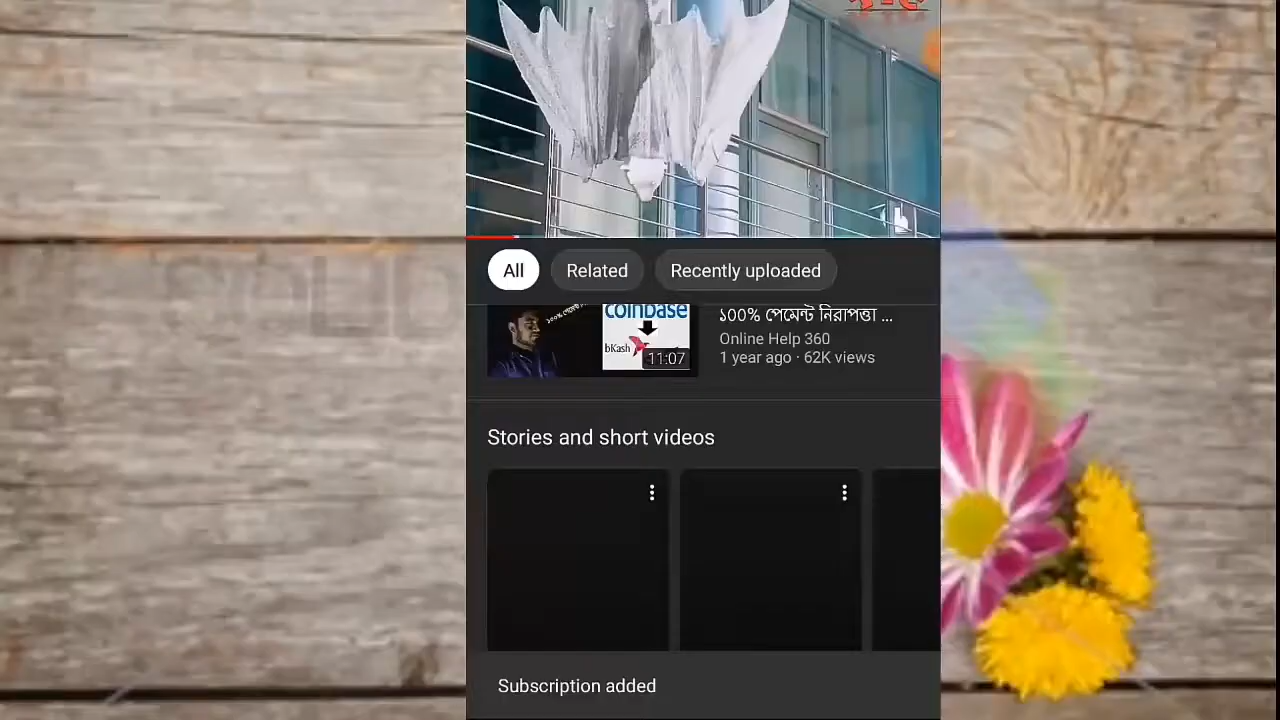 All
Related
Recently uploaded
coinbase
bKash
11:07
১০০% পেমেন্ট নিরাপত্তা ...
Online Help 360
1 year ago · 62K views
Stories and short videos
Subscription added